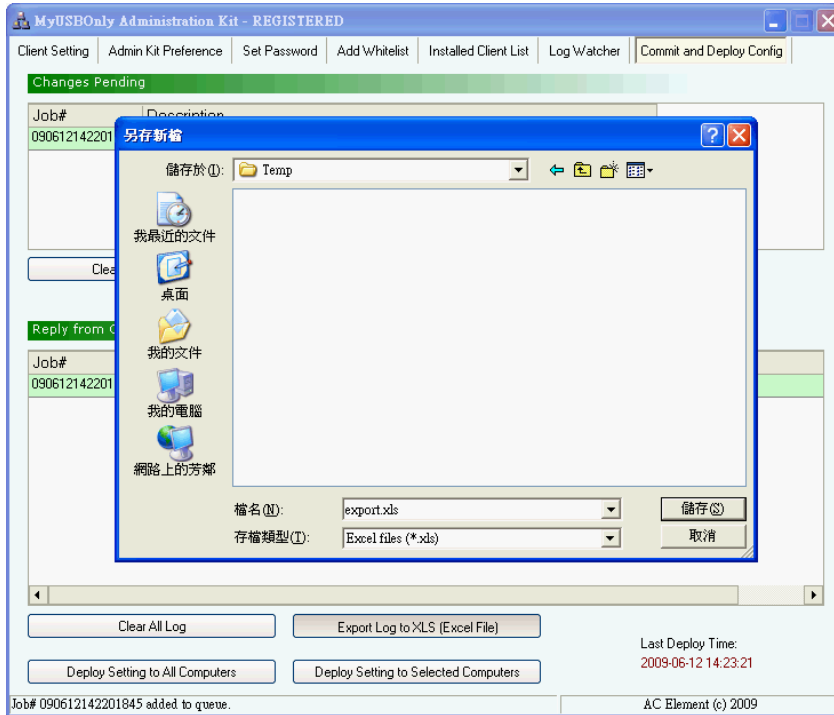 MyUSBOnly Administration Kit - REGISTERED
Client Setting
Admin Kit Preference
Set Password
Add Whitelist
Installed Client List
Log Watcher
Commit and Deploy Config
Changes Pending
Job# Description
090612142201
另存新檔
儲存於(I): Temp
我最近的文件
桌面
我的文件
我的電腦
網路上的芳鄰
檔名(N): export.xls 儲存(S)
存檔類型(T): Excel files (*.xls) 取消
Clea
Reply from C
Job#
090612142201
Clear All Log
Export Log to XLS (Excel File)
Deploy Setting to All Computers
Deploy Setting to Selected Computers
Last Deploy Time:
2009-06-12 14:23:21
Job# 090612142201845 added to queue.
AC Element (c) 2009